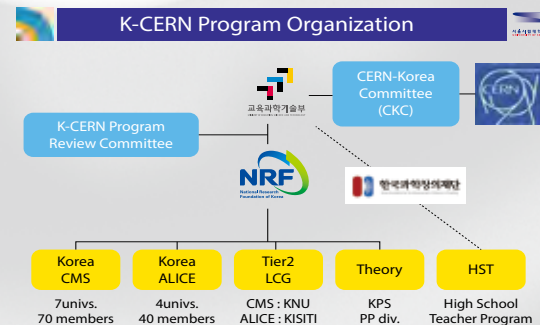 K-CERN Program Organization
CERN-Korea
Committee
(CKC)
CERN
교육과학기술부
K-CERN Program
Review Committee
NRF
National Research
Foundation of Korea
한국과학창의재단
Korea
CMS
Korea
ALICE
Tier2
LCG
Theory
HST
7univs.
70 members
4univs.
40 members
CMS : KNU
ALICE : KISITI
KPS
PP div.
High School
Teacher Program